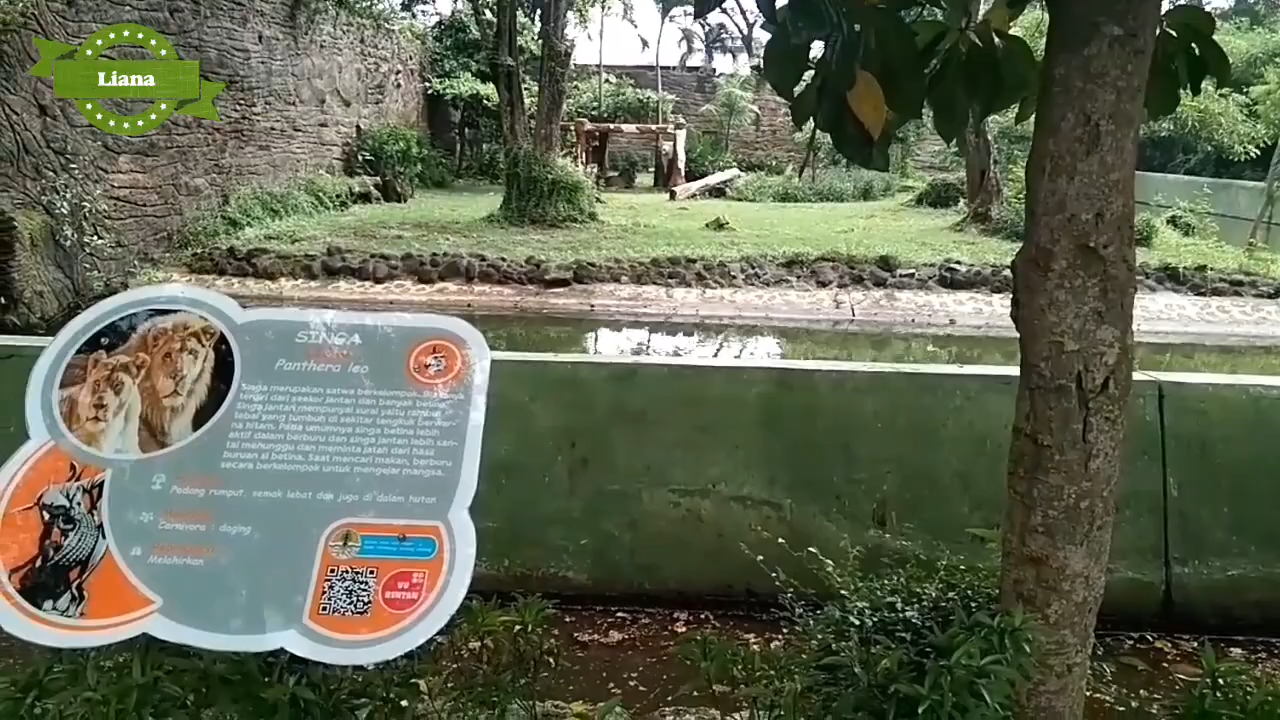 Liana
SINGA
Panthera leo
Singa merupakan satwa berkelompok.
terdiri dari seekor jantan dan banyak betina.
Singa jantan mempunyai surai yaitu rambut
tebal yang tumbuh di sekitar tengkuk berwar-
na hitam. Pada umumnya singa betina lebih
aktif dalam berburu dan singa jantan lebih san-
tai menunggu dan meminta jatah dari hasil
buruan si betina. Saat mencari makan, berburu
secara berkelompok untuk mengejar mangsa.
Padang rumput, semak lebat dan juga di dalam hutan
Carnivora : daging
Melahirkan
VU
RENTAN